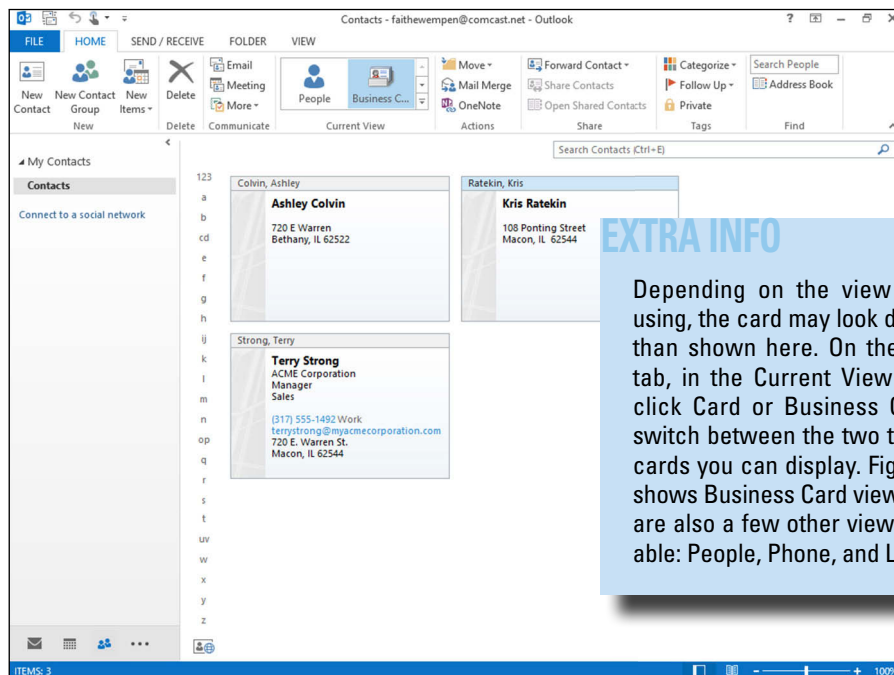 Contacts - faithewempen@comcast.net - Outlook
FILE HOME SEND / RECEIVE FOLDER VIEW
New Contact
New Contact Group
New Items
New
Delete
Delete
Email
Meeting
More
Communicate
People
Business C...
Current View
Move
Mail Merge
OneNote
Actions
Forward Contact
Share Contacts
Open Shared Contacts
Share
Categorize
Follow Up
Private
Tags
Search People
Address Book
Find
My Contacts
Contacts
Connect to a social network
Search Contacts (Ctrl+E)
123
a
b
cd
e
f
g
h
ij
k
l
m
n
op
q
r
s
t
uv
w
x
y
z
Colvin, Ashley
Ashley Colvin
720 E Warren
Bethany, IL 62522
Ratekin, Kris
Kris Ratekin
108 Ponting Street
Macon, IL 62544
Strong, Terry
Terry Strong
ACME Corporation
Manager
Sales
(317) 555-1492 Work
terrystrong@myacmecorporation.com
720 E. Warren St.
Macon, IL 62544
EXTRA INFO
Depending on the view
using, the card may look d
than shown here. On the
tab, in the Current View
click Card or Business
switch between the two t
cards you can display. Fig
shows Business Card view
are also a few other view
able: People, Phone, and L
ITEMS: 3
100%